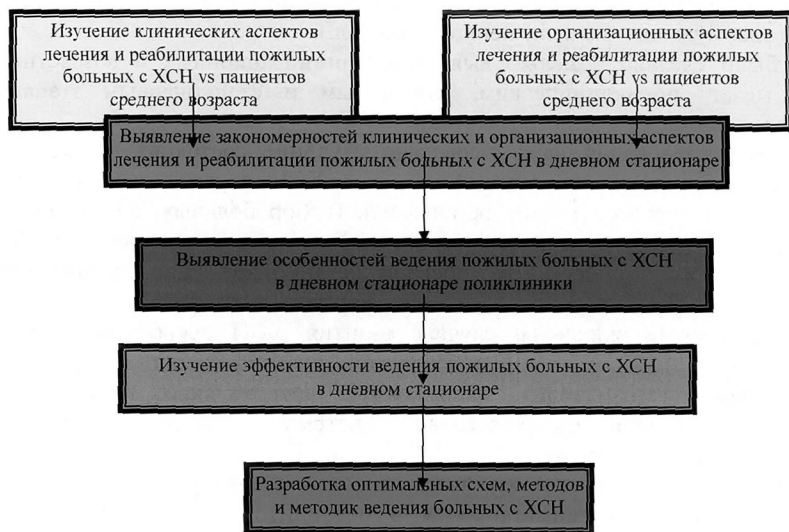 Изучение клинических аспектов
лечения и реабилитации пожилых
больных с ХСН vs пациентов
среднего возраста
Изучение организационных аспектов
лечения и реабилитации пожилых
больных с ХСН vs пациентов
среднего возраста
Выявление закономерностей клинических и организационных аспектов
лечения и реабилитации пожилых больных с ХСН в дневном стационаре
Выявление особенностей ведения пожилых больных с ХСН
в дневном стационаре поликлиники
Изучение эффективности ведения пожилых больных с ХСН
в дневном стационаре
Разработка оптимальных схем, методов
и методик ведения больных с ХСН